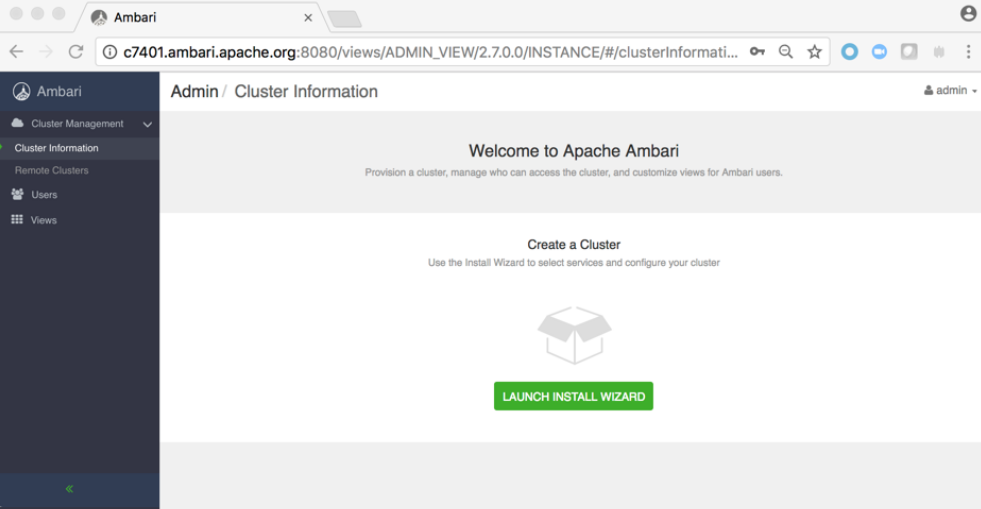 Ambari
c7401.ambari.apache.org:8080/views/ADMIN_VIEW/2.7.0.0/INSTANCE/#/clusterInformati...
Ambari
Admin / Cluster Information
admin
Cluster Management
Cluster Information
Remote Clusters
Users
Views
Welcome to Apache Ambari
Provision a cluster, manage who can access the cluster, and customize views for Ambari users.
Create a Cluster
Use the Install Wizard to select services and configure your cluster
LAUNCH INSTALL WIZARD